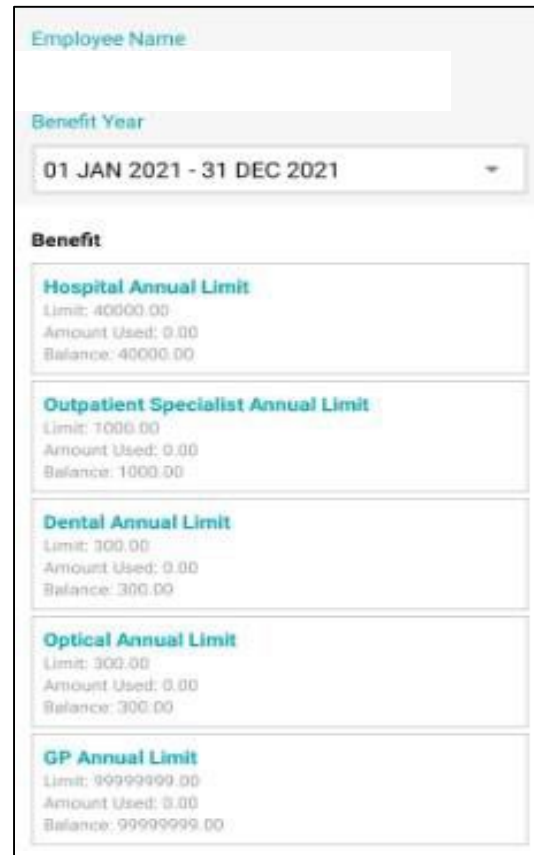 Employee Name
Benefit Year
01 JAN 2021 - 31 DEC 2021
Benefit
Hospital Annual Limit
Limit: 40000.00
Amount Used: 0.00
Balance: 40000.00
Outpatient Specialist Annual Limit
Limit: 1000.00
Amount Used: 0.00
Balance: 1000.00
Dental Annual Limit
Limit: 300.00
Amount Used: 0.00
Balance: 300.00
Optical Annual Limit
Limit: 300.00
Amount Used: 0.00
Balance: 300.00
GP Annual Limit
Limit: 99999999.00
Amount Used: 0.00
Balance: 99999999.00